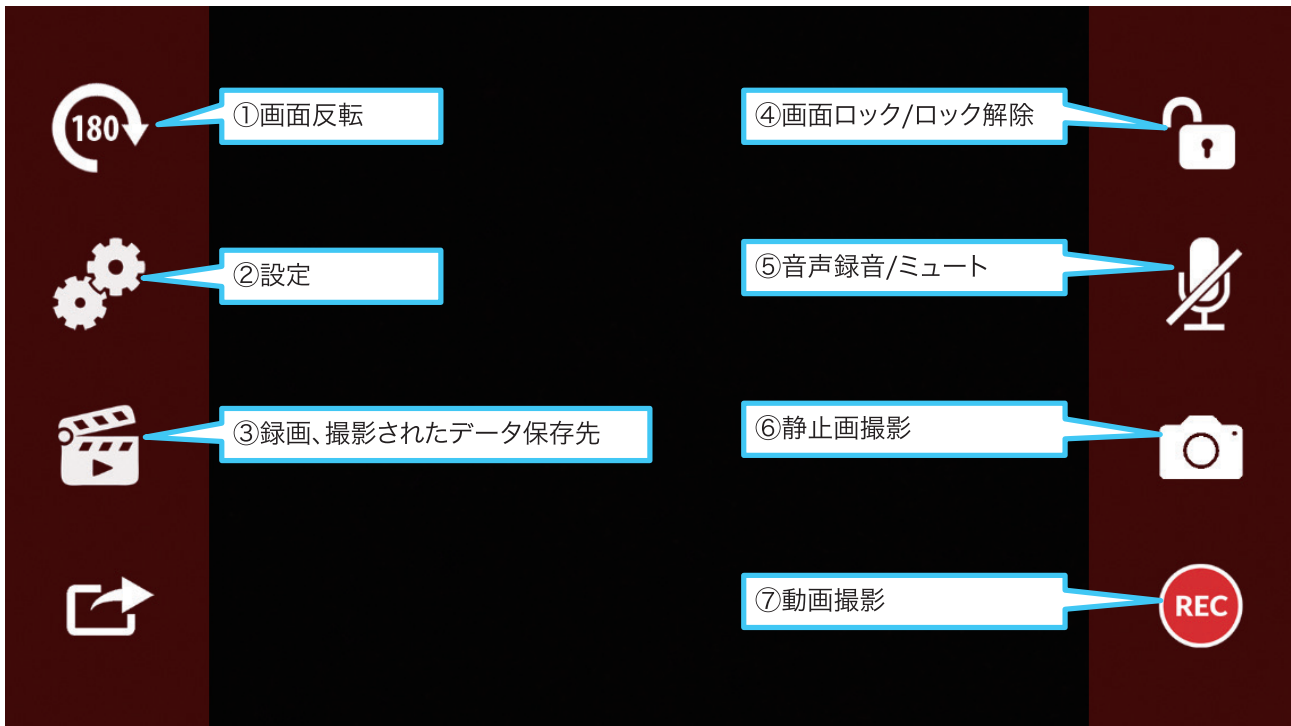 180
①画面反転
②設定
③録画、撮影されたデータ保存先
④画面ロック/ロック解除
⑤音声録音/ミュート
⑥静止画撮影
⑦動画撮影
REC